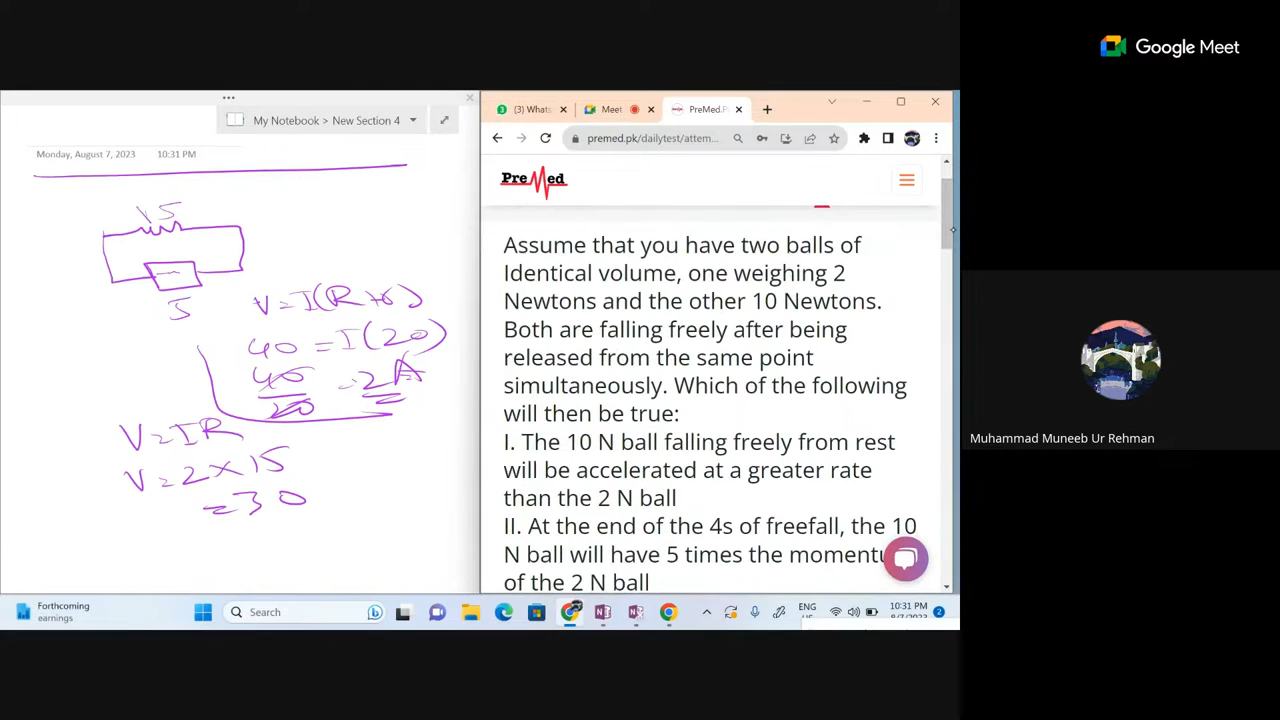 Google Meet
My Notebook > New Section 4
Monday, August 7, 2023 10:31 PM
15
5
V=I(R+r)
40 = I(20)
40/20 = 2A
V=IR
V=2×15
=30
(3) Whats
Meet
PreMed.P
premed.pk/dailytest/attem...
PreMed
Assume that you have two balls of
Identical volume, one weighing 2
Newtons and the other 10 Newtons.
Both are falling freely after being
released from the same point
simultaneously. Which of the following
will then be true:
I. The 10 N ball falling freely from rest
will be accelerated at a greater rate
than the 2 N ball
II. At the end of the 4s of freefall, the 10
N ball will have 5 times the momentu
of the 2 N ball
Muhammad Muneeb Ur Rehman
Forthcoming
earnings
Search
ENG
10:31 PM
8/7/2023
2